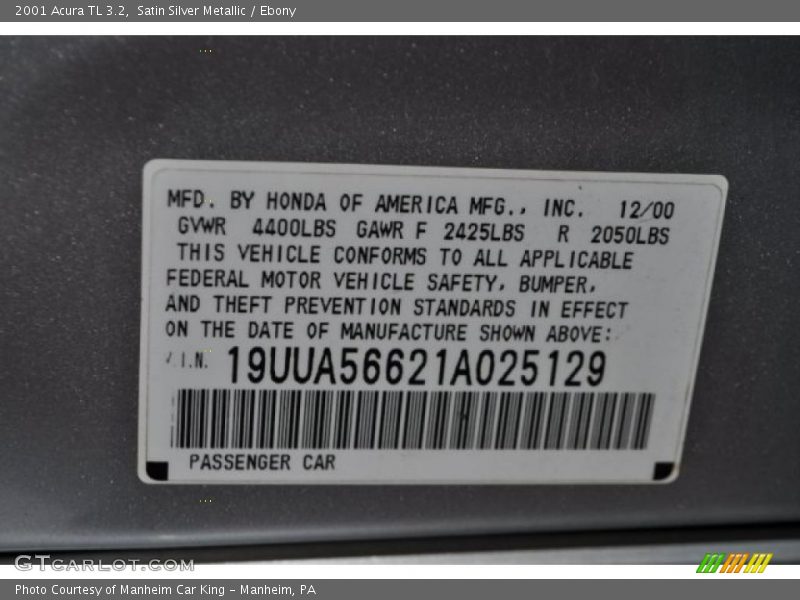 2001 Acura TL 3.2,  Satin Silver Metallic / Ebony
MFD. BY HONDA OF AMERICA MFG., INC.  12/00
GVWR  4400LBS  GAWR F  2425LBS  R  2050LBS
THIS VEHICLE CONFORMS TO ALL APPLICABLE
FEDERAL MOTOR VEHICLE SAFETY, BUMPER,
AND THEFT PREVENTION STANDARDS IN EFFECT
ON THE DATE OF MANUFACTURE SHOWN ABOVE:
V.I.N. 19UUA56621A025129
PASSENGER CAR
GTCARLOT.COM
Photo Courtesy of Manheim Car King - Manheim, PA